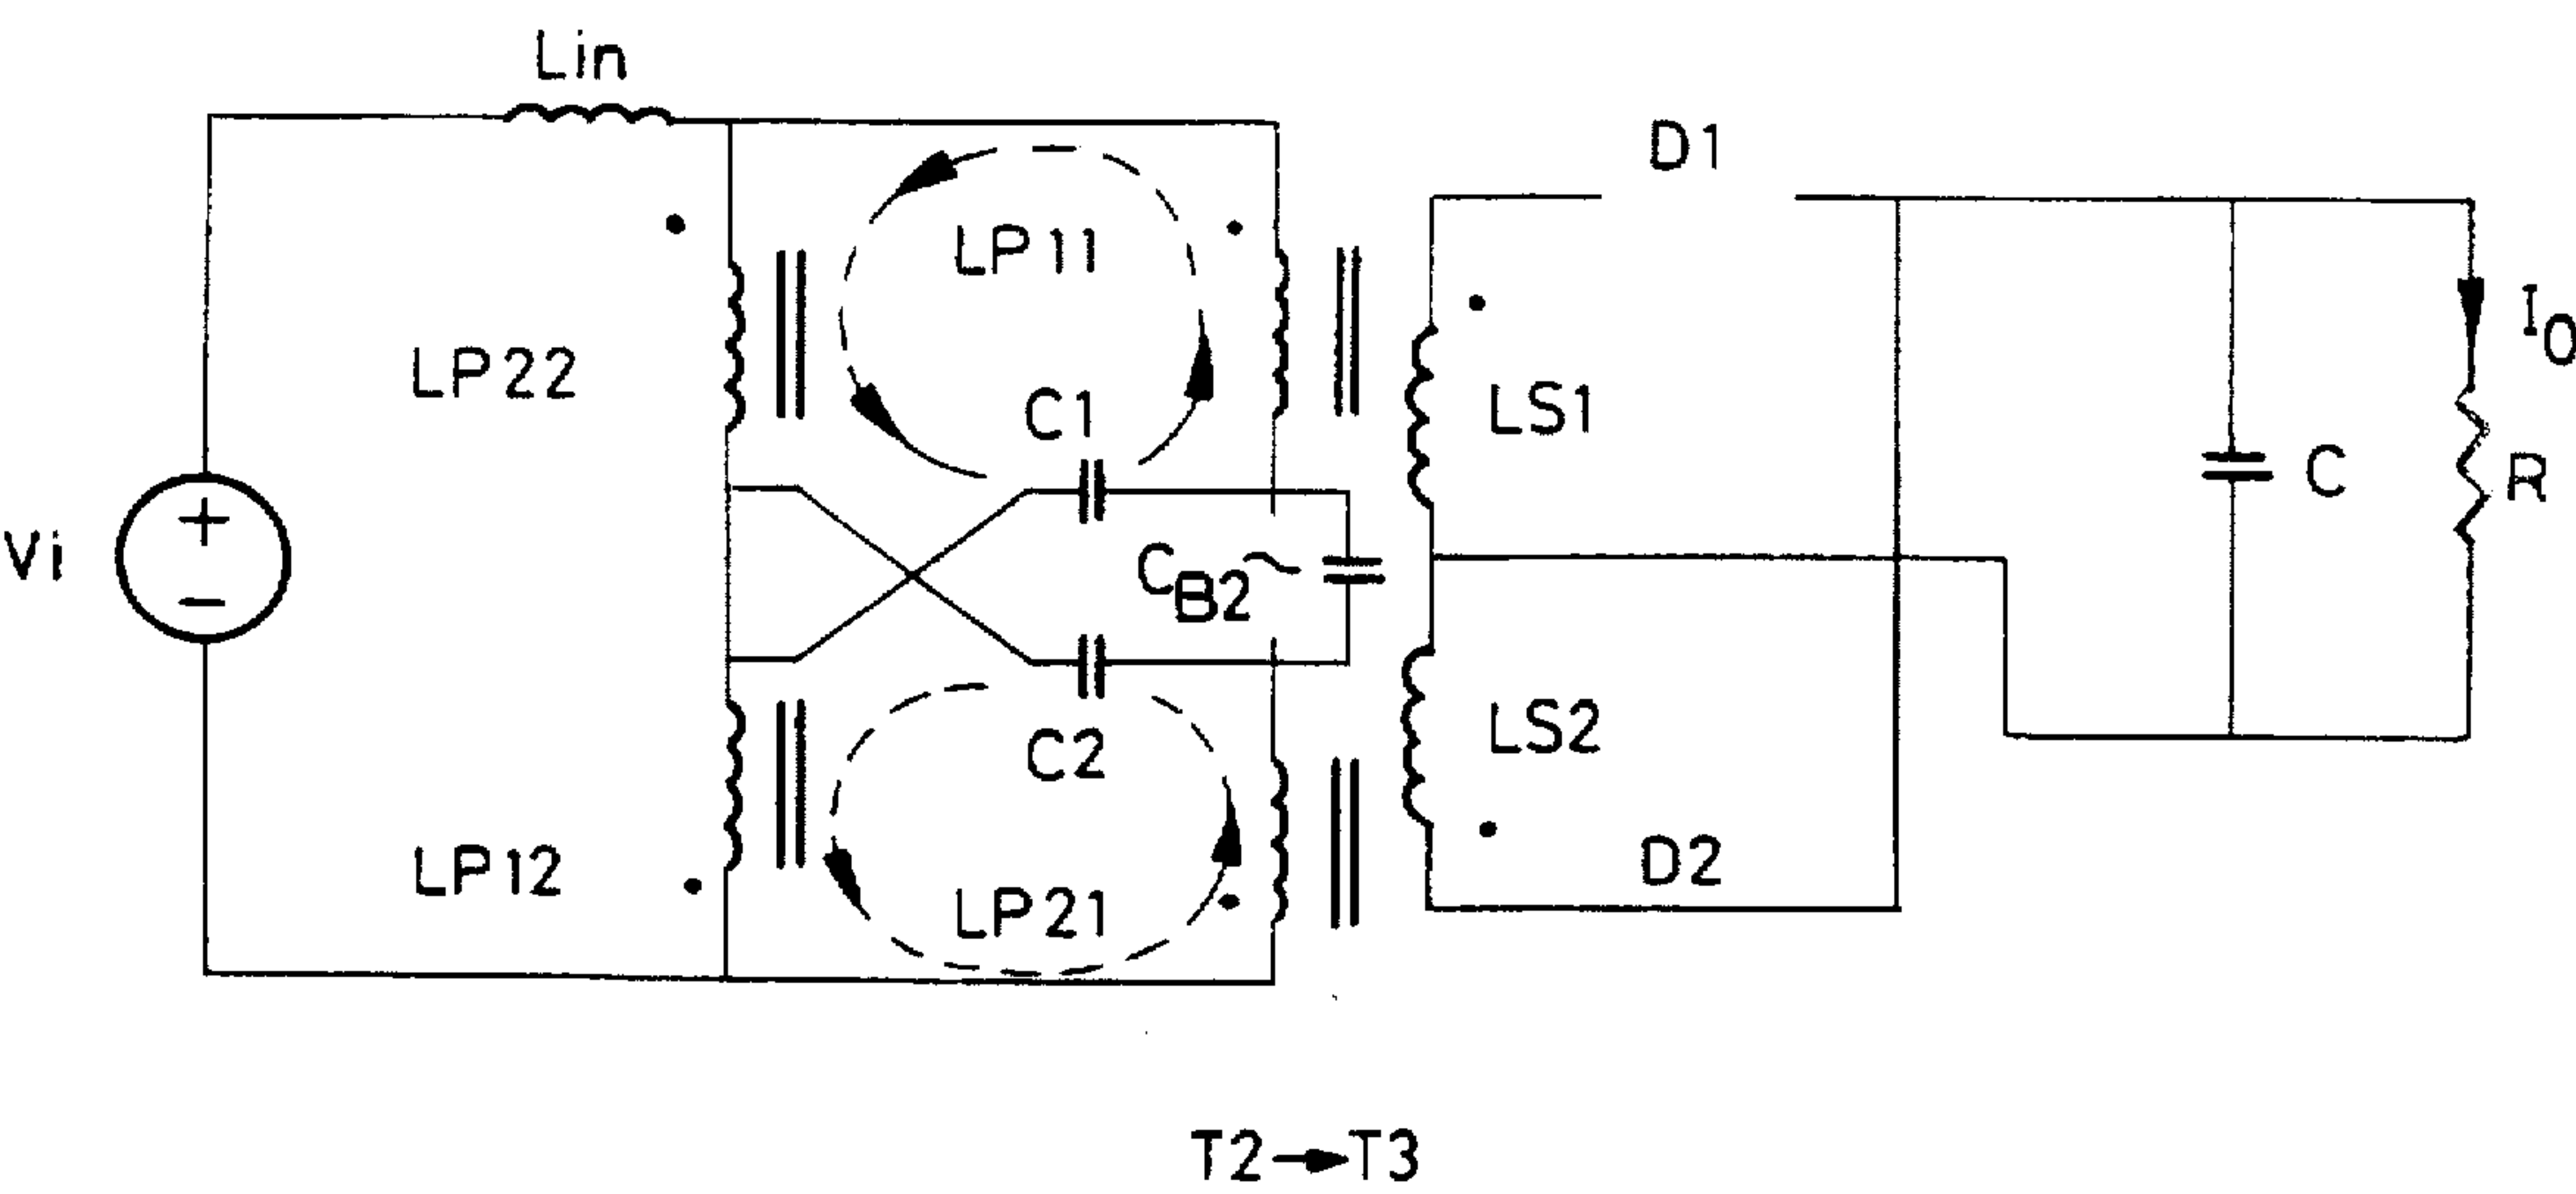 Lin
D1
LP11
I0
LP22
C1
LS1
C
R
+
Vi
−
CB2
C2
LS2
D2
LP12
LP21
T2→T3